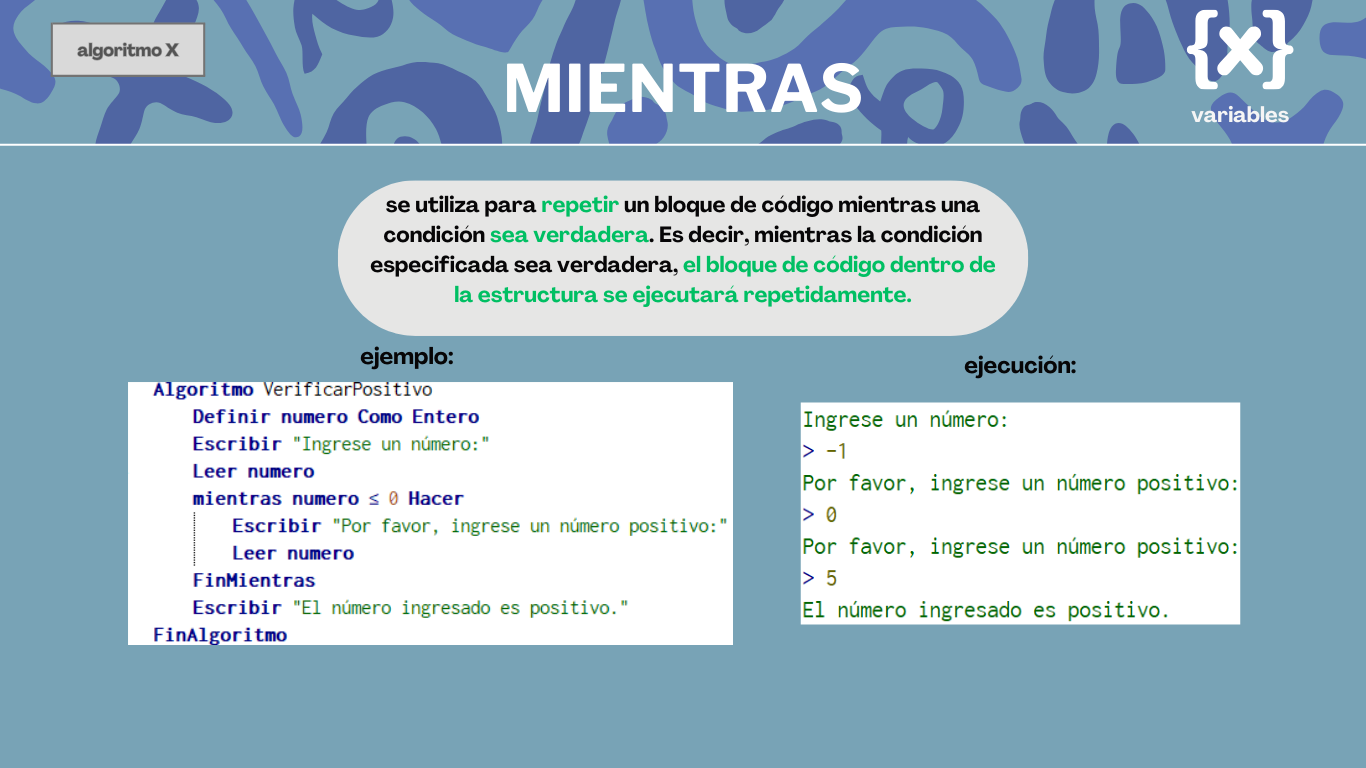 algoritmo X
MIENTRAS
{x}
variables
se utiliza para repetir un bloque de código mientras una
condición sea verdadera. Es decir, mientras la condición
especificada sea verdadera, el bloque de código dentro de
la estructura se ejecutará repetidamente.
ejemplo:
Algoritmo VerificarPositivo
Definir numero Como Entero
Escribir "Ingrese un número:"
Leer numero
mientras numero ≤ 0 Hacer
Escribir "Por favor, ingrese un número positivo:"
Leer numero
FinMientras
Escribir "El número ingresado es positivo."
FinAlgoritmo
ejecución:
Ingrese un número:
> -1
Por favor, ingrese un número positivo:
> 0
Por favor, ingrese un número positivo:
> 5
El número ingresado es positivo.